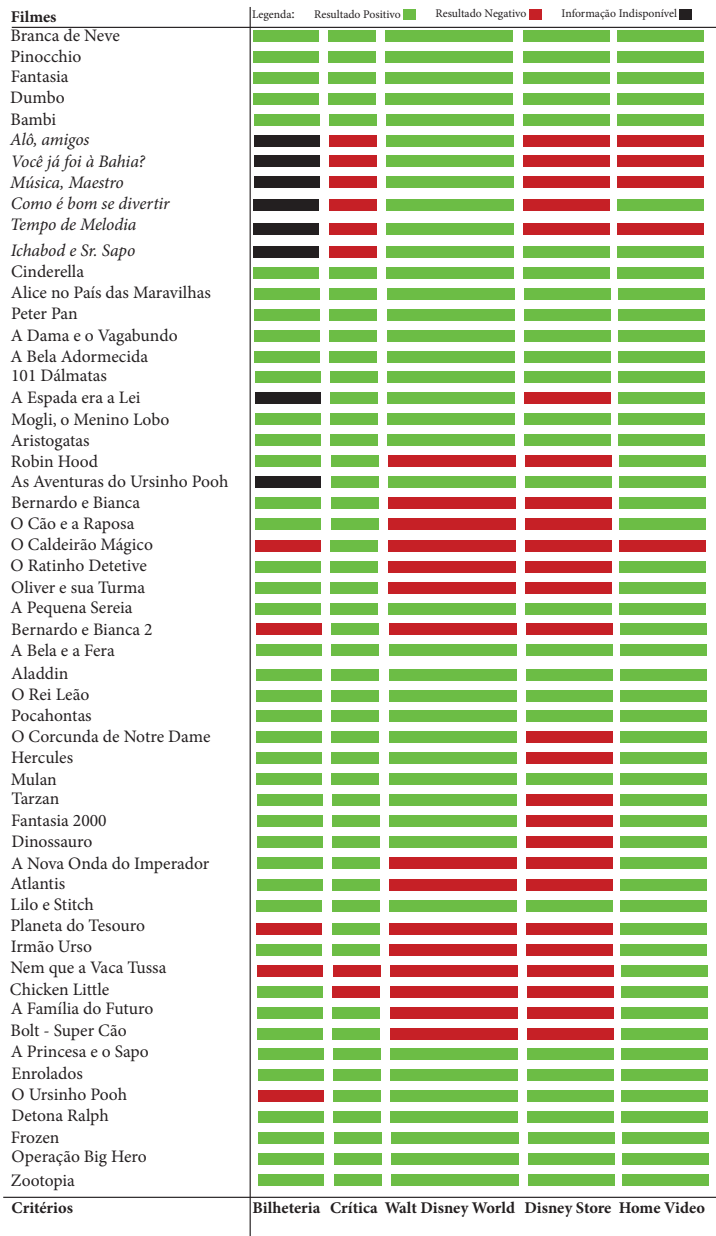 Filmes Legenda: Resultado Positivo Resultado Negativo Informação Indisponível
Branca de Neve
Pinocchio
Fantasia
Dumbo
Bambi
Alô, amigos
Você já foi à Bahia?
Música, Maestro
Como é bom se divertir
Tempo de Melodia
Ichabod e Sr. Sapo
Cinderella
Alice no País das Maravilhas
Peter Pan
A Dama e o Vagabundo
A Bela Adormecida
101 Dálmatas
A Espada era a Lei
Mogli, o Menino Lobo
Aristogatas
Robin Hood
As Aventuras do Ursinho Pooh
Bernardo e Bianca
O Cão e a Raposa
O Caldeirão Mágico
O Ratinho Detetive
Oliver e sua Turma
A Pequena Sereia
Bernardo e Bianca 2
A Bela e a Fera
Aladdin
O Rei Leão
Pocahontas
O Corcunda de Notre Dame
Hercules
Mulan
Tarzan
Fantasia 2000
Dinossauro
A Nova Onda do Imperador
Atlantis
Lilo e Stitch
Planeta do Tesouro
Irmão Urso
Nem que a Vaca Tussa
Chicken Little
A Família do Futuro
Bolt - Super Cão
A Princesa e o Sapo
Enrolados
O Ursinho Pooh
Detona Ralph
Frozen
Operação Big Hero
Zootopia
Critérios Bilheteria Crítica Walt Disney World Disney Store Home Video